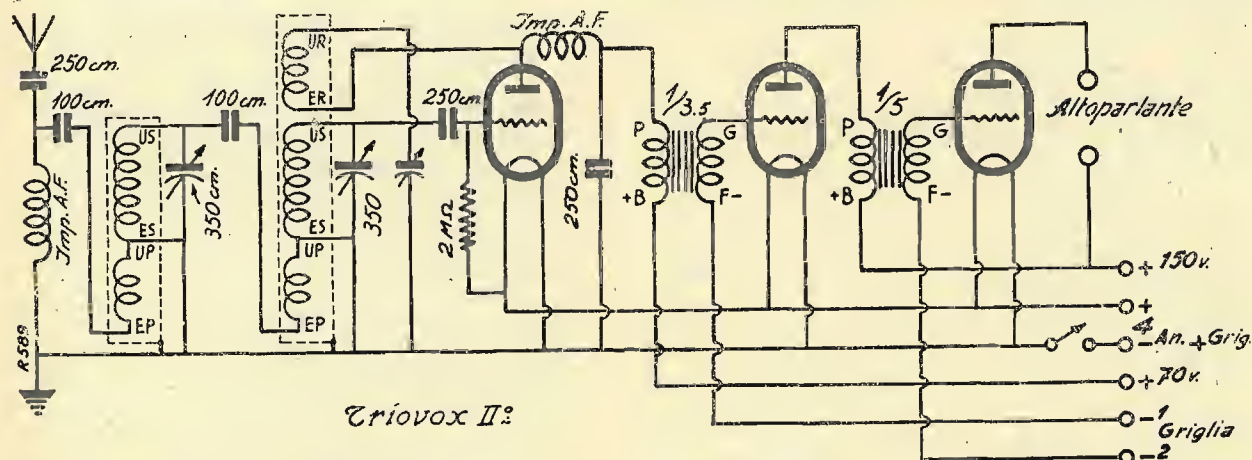 250 cm.
100 cm.
Imp. A.F.
R 589
US
ES
UP
EP
350 cm.
100 cm.
UR
ER
US
ES
UP
EP
350
250 cm
2 MΩ
Imp. A.F.
250 cm.
1/3.5
P
G
+B
F-
1/5
P
G
+B
F-
Altoparlante
+ 150 v.
+
4
- An. + Grig.
+ 70 v.
- 1
Griglia
- 2
Triovox II°